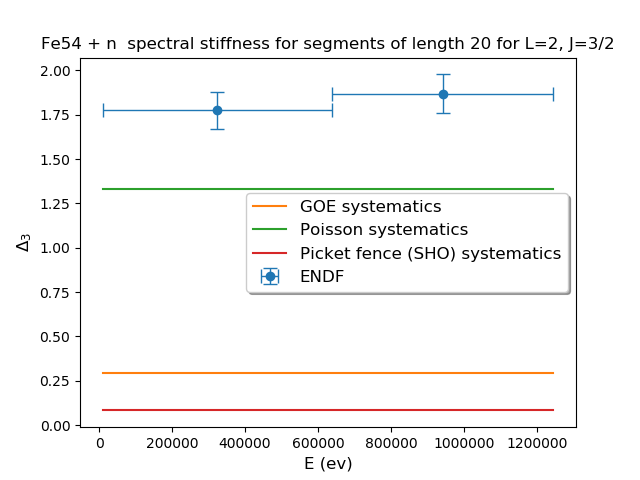 Fe54 + n  spectral stiffness for segments of length 20 for L=2, J=3/2
2.00
1.75
1.50
1.25
1.00
0.75
0.50
0.25
0.00
Δ3
GOE systematics
Poisson systematics
Picket fence (SHO) systematics
ENDF
0 200000 400000 600000 800000 1000000 1200000
E (ev)